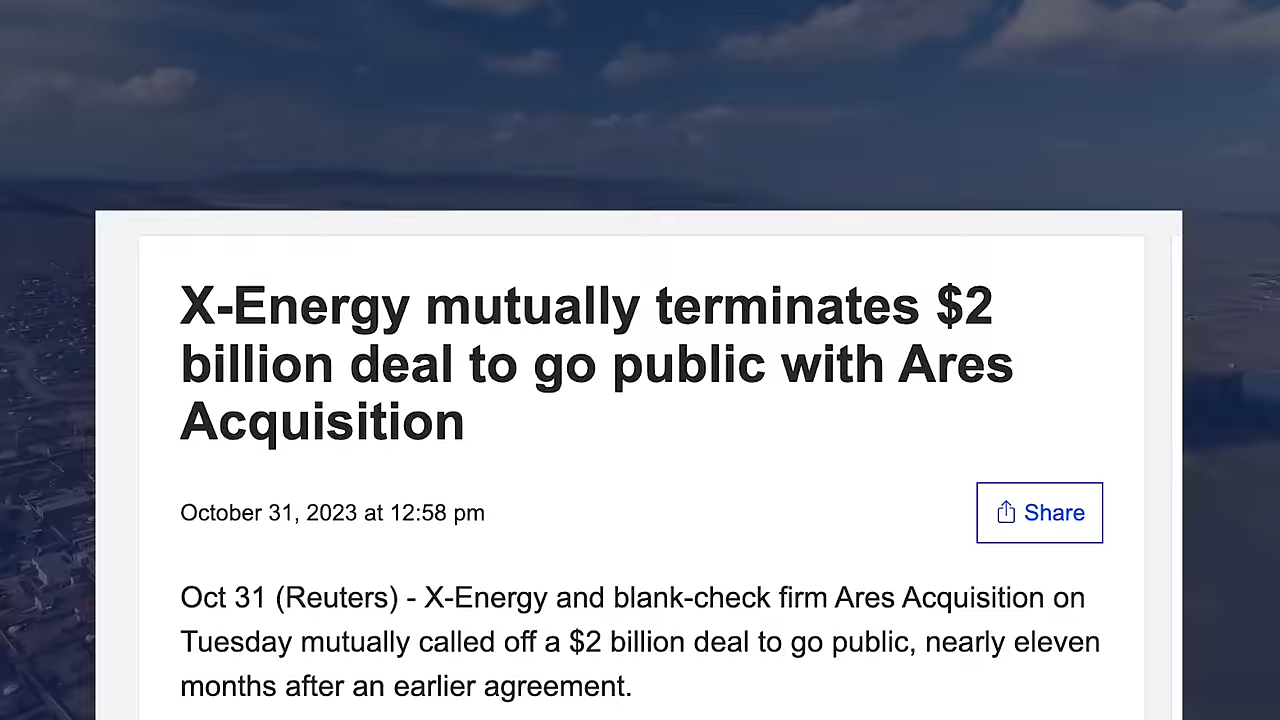 X-Energy mutually terminates $2
billion deal to go public with Ares
Acquisition
October 31, 2023 at 12:58 pm
Share
Oct 31 (Reuters) - X-Energy and blank-check firm Ares Acquisition on
Tuesday mutually called off a $2 billion deal to go public, nearly eleven
months after an earlier agreement.